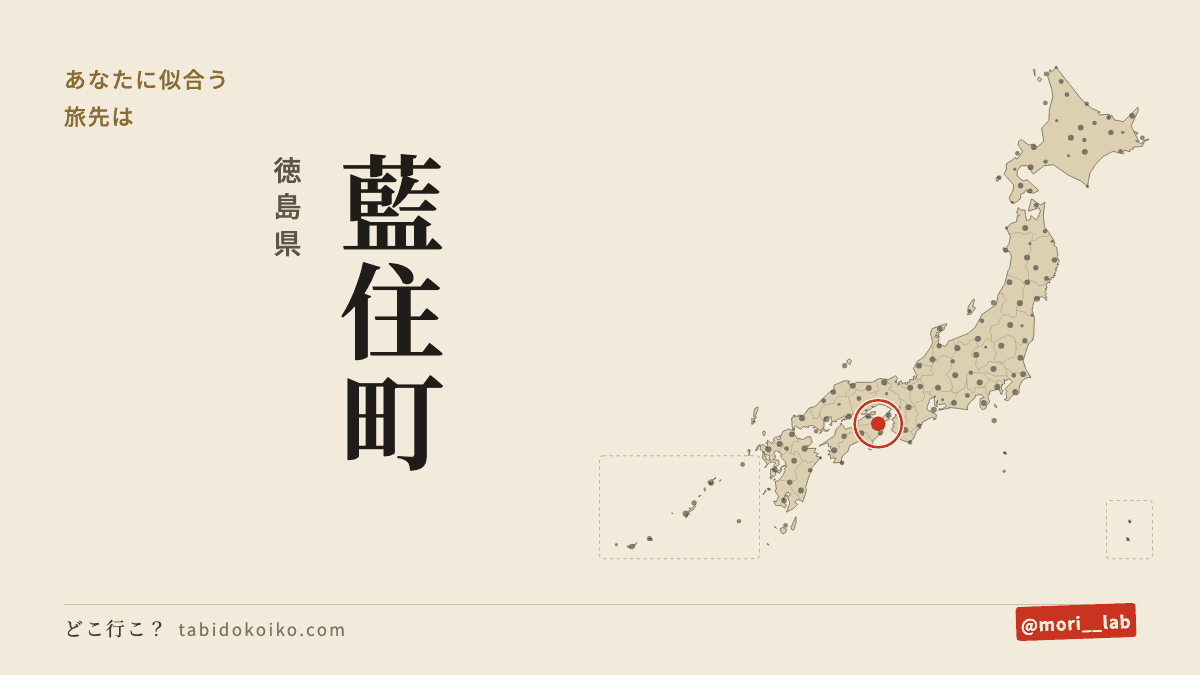 あなたに似合う
旅先は
藍住町
徳島県
どこ行こ？ tabidokoiko.com
@mori__lab